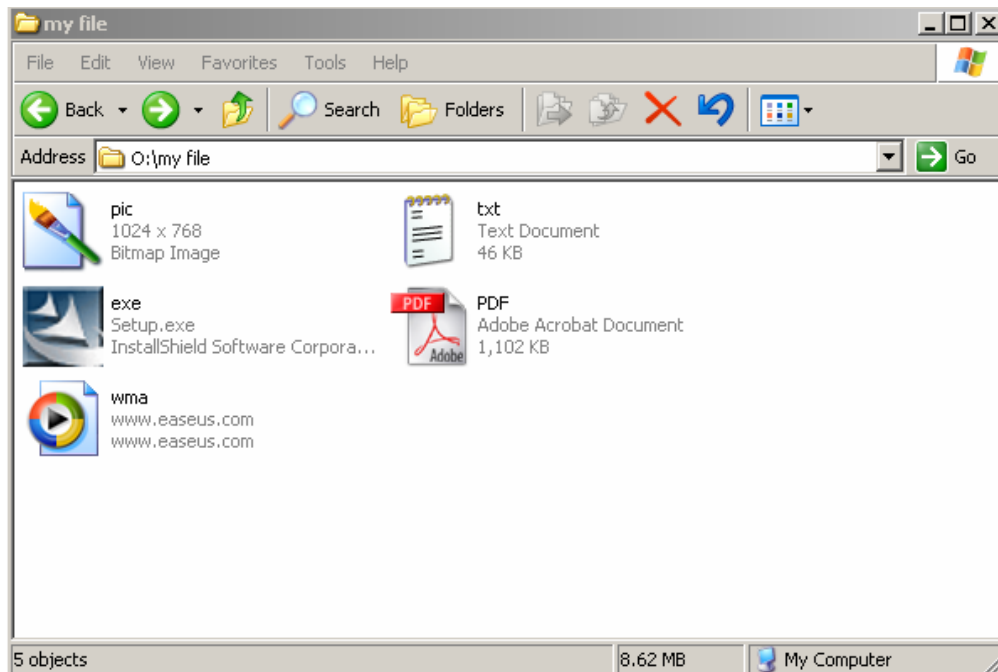 my file
File Edit View Favorites Tools Help
Back Search Folders
Address O:\my file Go
pic
1024 x 768
Bitmap Image
txt
Text Document
46 KB
exe
Setup.exe
InstallShield Software Corpora...
PDF
Adobe
PDF
Adobe Acrobat Document
1,102 KB
wma
www.easeus.com
www.easeus.com
5 objects 8.62 MB My Computer